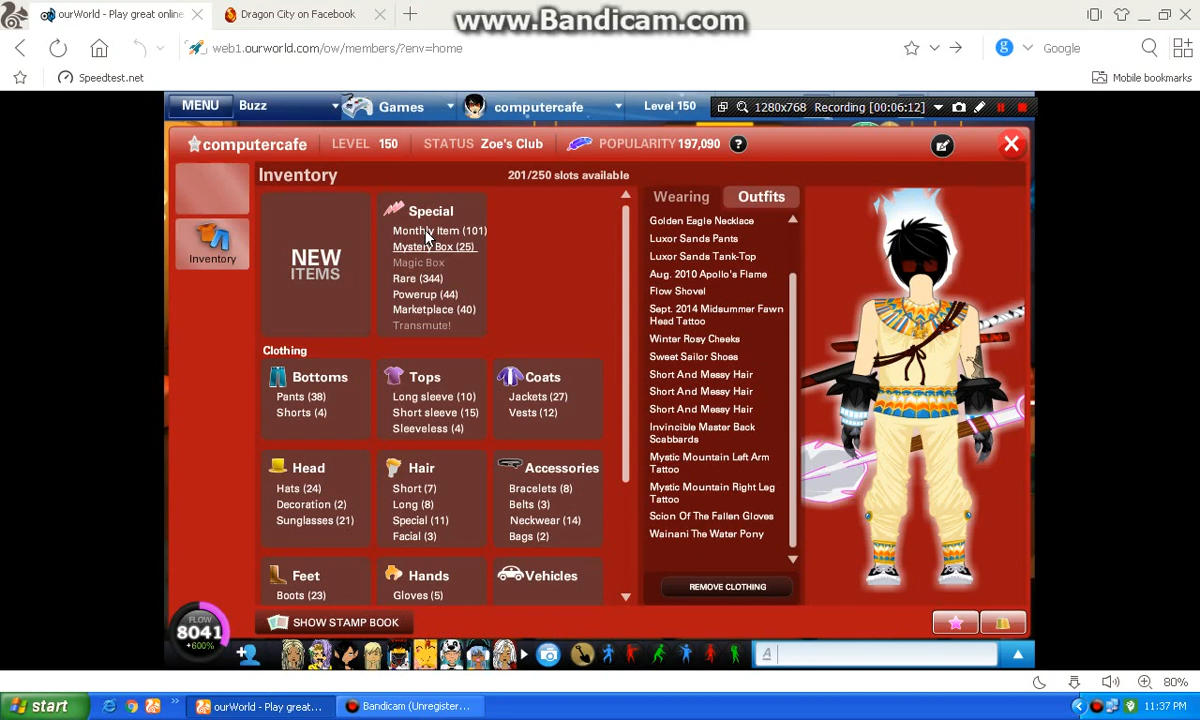 ourWorld - Play great online
Dragon City on Facebook
www.Bandicam.com
web1.ourworld.com/ow/members/?env=home
Google
Speedtest.net
Mobile bookmarks
MENU Buzz Games computercafe Level 150
1280x768 Recording [00:06:12]
computercafe LEVEL 150 STATUS Zoe's Club POPULARITY 197,090 ?
Inventory 201/250 slots available
Inventory
NEW
ITEMS
Special
Monthly Item (101)
Mystery Box (25)
Magic Box
Rare (344)
Powerup (44)
Marketplace (40)
Transmute!
Clothing
Bottoms
Pants (38)
Shorts (4)
Tops
Long sleeve (10)
Short sleeve (15)
Sleeveless (4)
Coats
Jackets (27)
Vests (12)
Head
Hats (24)
Decoration (2)
Sunglasses (21)
Hair
Short (7)
Long (8)
Special (11)
Facial (3)
Accessories
Bracelets (8)
Belts (3)
Neckwear (14)
Bags (2)
Feet
Boots (23)
Hands
Gloves (5)
Vehicles
Wearing Outfits
Golden Eagle Necklace
Luxor Sands Pants
Luxor Sands Tank-Top
Aug. 2010 Apollo's Flame
Flow Shovel
Sept. 2014 Midsummer Fawn
Head Tattoo
Winter Rosy Cheeks
Sweet Sailor Shoes
Short And Messy Hair
Short And Messy Hair
Short And Messy Hair
Invincible Master Back
Scabbards
Mystic Mountain Left Arm
Tattoo
Mystic Mountain Right Leg
Tattoo
Scion Of The Fallen Gloves
Wainani The Water Pony
REMOVE CLOTHING
FLOW
8041
+600%
SHOW STAMP BOOK
A
80%
start
ourWorld - Play great...
Bandicam (Unregister...
11:37 PM